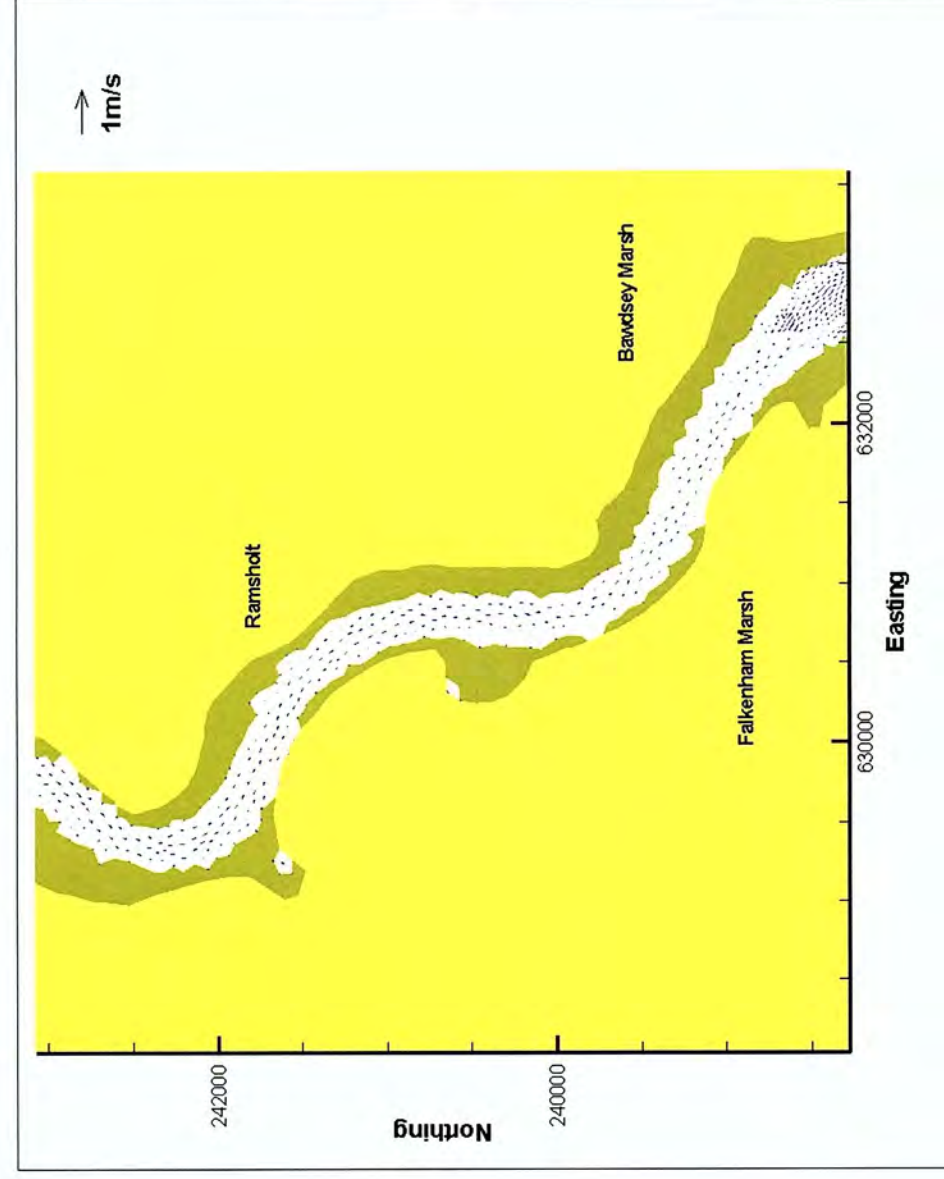 1m/s
Ramsholt
Bawdsey Marsh
Falkenham Marsh
Northing
242000
240000
Easting
630000
632000